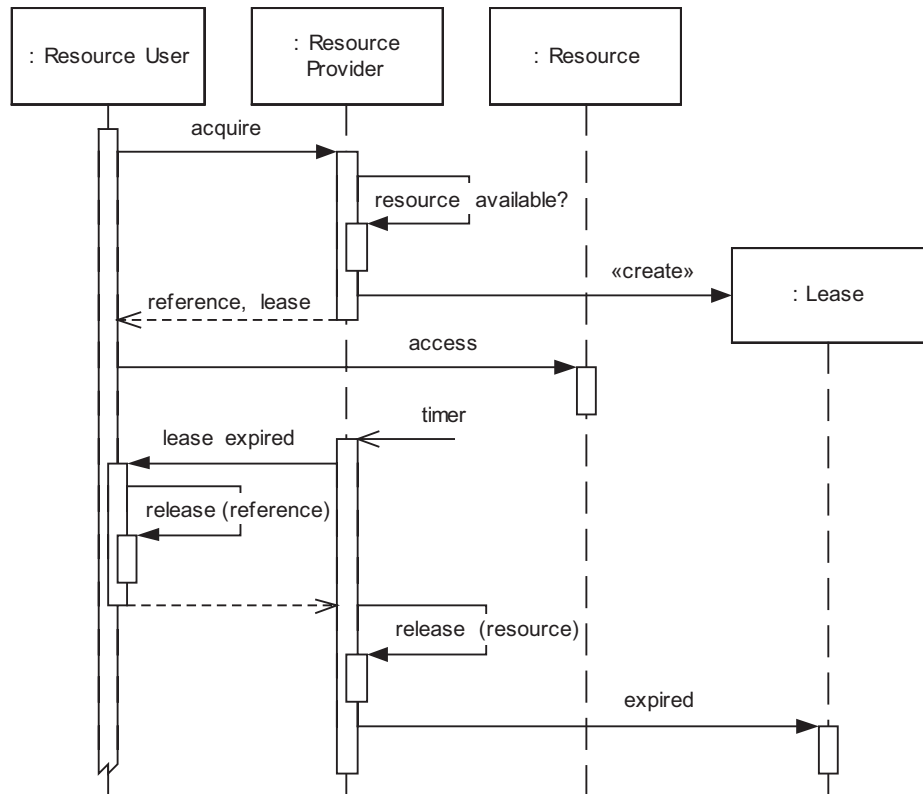 : Resource User
: Resource
Provider
: Resource
acquire
resource available?
«create»
: Lease
reference, lease
access
timer
lease expired
release (reference)
release (resource)
expired